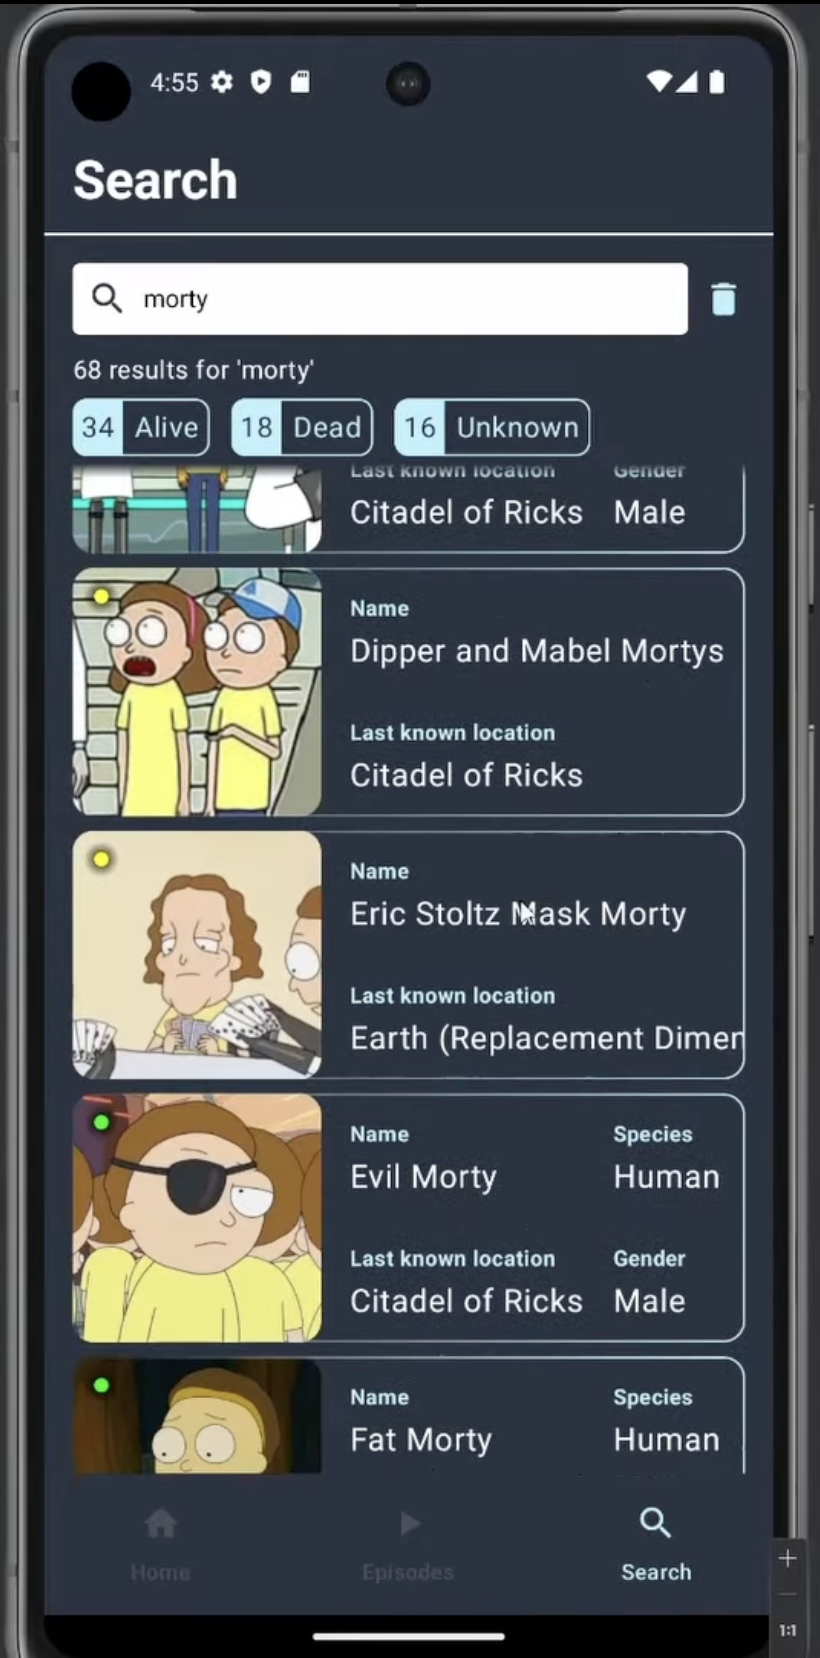 4:55
Search
morty
68 results for 'morty'
34 Alive 18 Dead 16 Unknown
Last known location Gender
Citadel of Ricks Male
Name
Dipper and Mabel Mortys
Last known location
Citadel of Ricks
Name
Eric Stoltz Mask Morty
Last known location
Earth (Replacement Dimen
Name Species
Evil Morty Human
Last known location Gender
Citadel of Ricks Male
Name Species
Fat Morty Human
Home Episodes Search
1:1